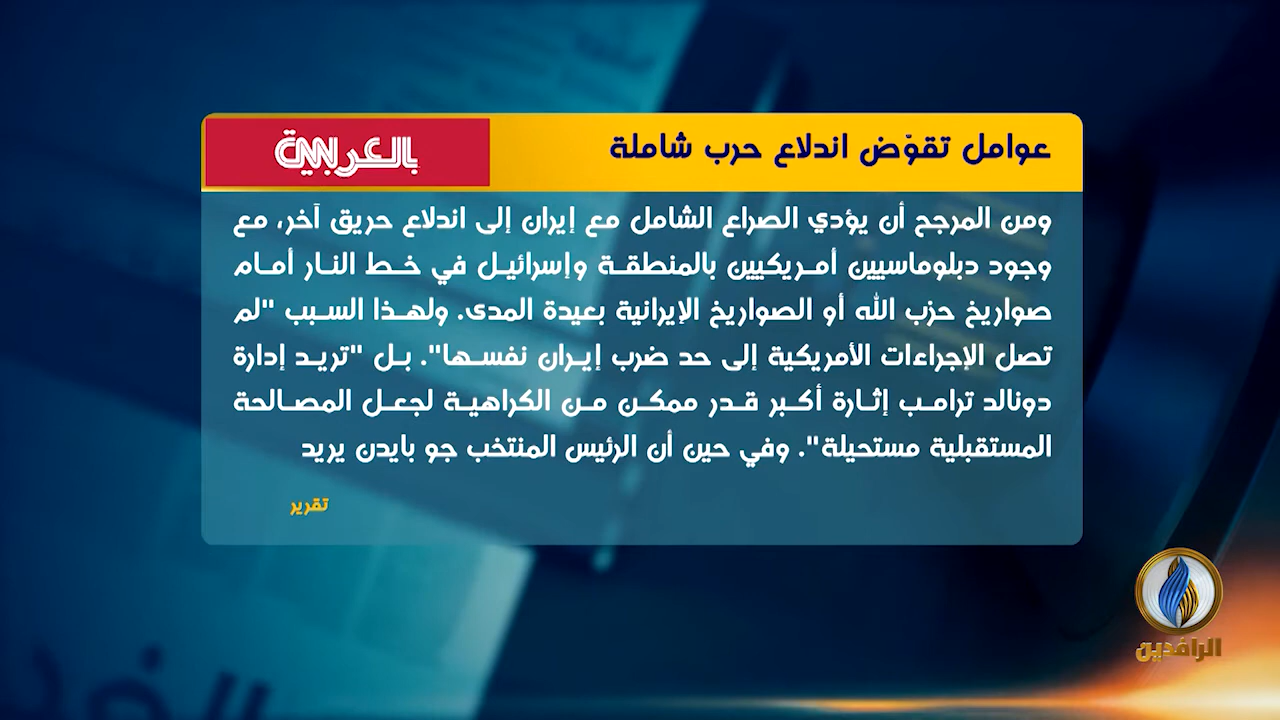 عوامل تقوّض اندلاع حرب شاملة
بالعربية CNN
ومن المرجح أن يؤدي الصراع الشامل مع إيران إلى اندلاع حريق آخر، مع
وجود دبلوماسيين أمريكيين بالمنطقة وإسرائيل في خط النار أمام
صواريخ حزب الله أو الصواريخ الإيرانية بعيدة المدى. ولهذا السبب "لم
تصل الإجراءات الأمريكية إلى حد ضرب إيران نفسها". بل "تريد إدارة
دونالد ترامب إثارة أكبر قدر ممكن من الكراهية لجعل المصالحة
المستقبلية مستحيلة". وفي حين أن الرئيس المنتخب جو بايدن يريد
تقرير
الرافدين